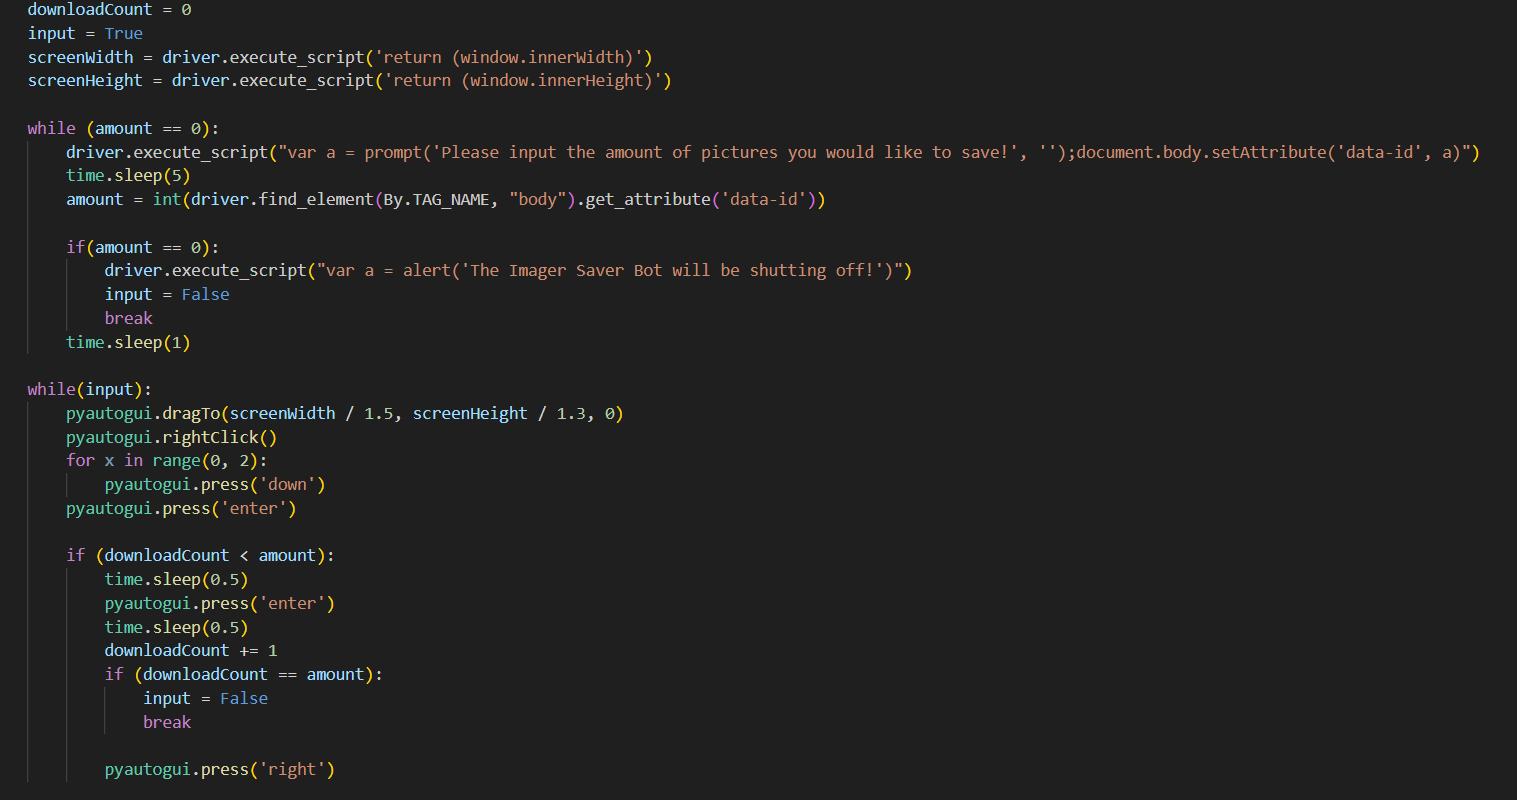 downloadCount = 0
input = True
screenWidth = driver.execute_script('return (window.innerWidth)')
screenHeight = driver.execute_script('return (window.innerHeight)')

while (amount == 0):
    driver.execute_script("var a = prompt('Please input the amount of pictures you would like to save!', '');document.body.setAttribute('data-id', a)")
    time.sleep(5)
    amount = int(driver.find_element(By.TAG_NAME, "body").get_attribute('data-id'))

    if(amount == 0):
        driver.execute_script("var a = alert('The Imager Saver Bot will be shutting off!')")
        input = False
        break
    time.sleep(1)

while(input):
    pyautogui.dragTo(screenWidth / 1.5, screenHeight / 1.3, 0)
    pyautogui.rightClick()
    for x in range(0, 2):
        pyautogui.press('down')
    pyautogui.press('enter')

    if (downloadCount < amount):
        time.sleep(0.5)
        pyautogui.press('enter')
        time.sleep(0.5)
        downloadCount += 1
        if (downloadCount == amount):
            input = False
            break

        pyautogui.press('right')